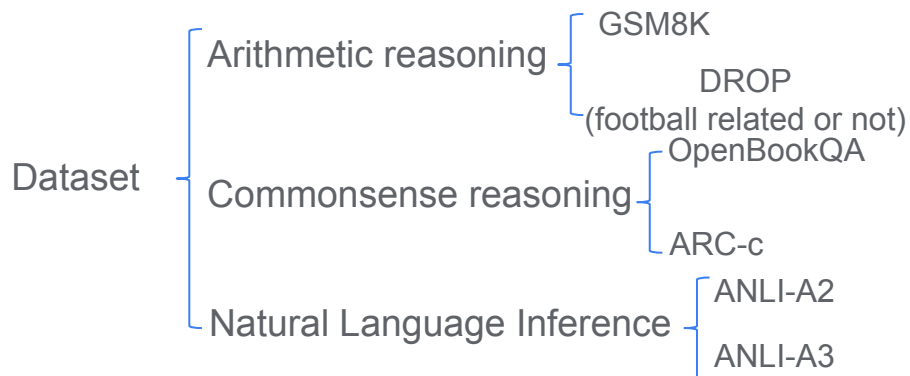 GSM8K
Arithmetic reasoning
DROP
(football related or not)
OpenBookQA
Dataset
Commonsense reasoning
ARC-c
ANLI-A2
Natural Language Inference
ANLI-A3